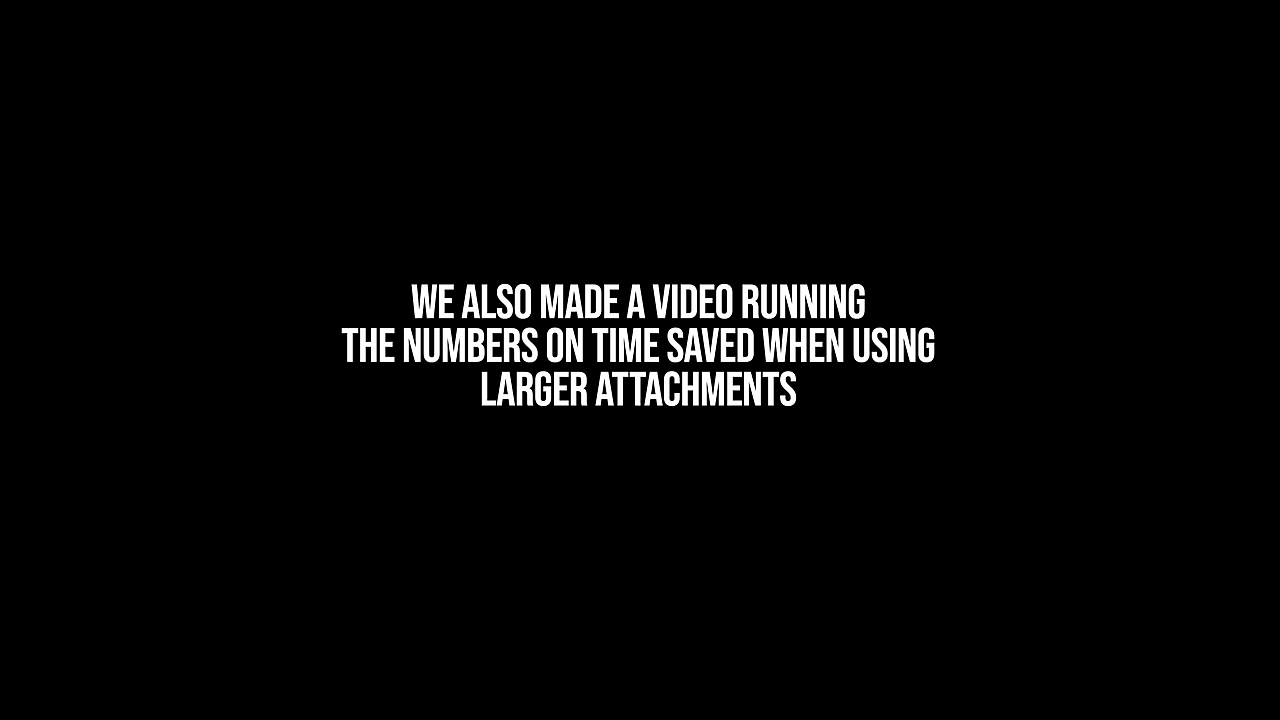 WE ALSO MADE A VIDEO RUNNING
THE NUMBERS ON TIME SAVED WHEN USING
LARGER ATTACHMENTS